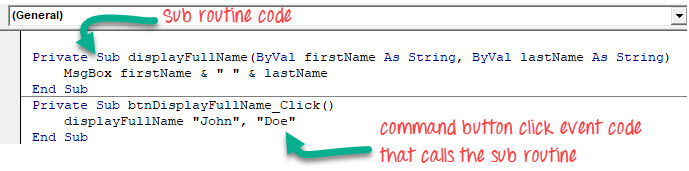 (General)
sub routine code
Private Sub displayFullName(ByVal firstName As String, ByVal lastName As String)
MsgBox firstName & " " & lastName
End Sub
Private Sub btnDisplayFullName_Click()
displayFullName "John", "Doe"
End Sub
command button click event code
that calls the sub routine